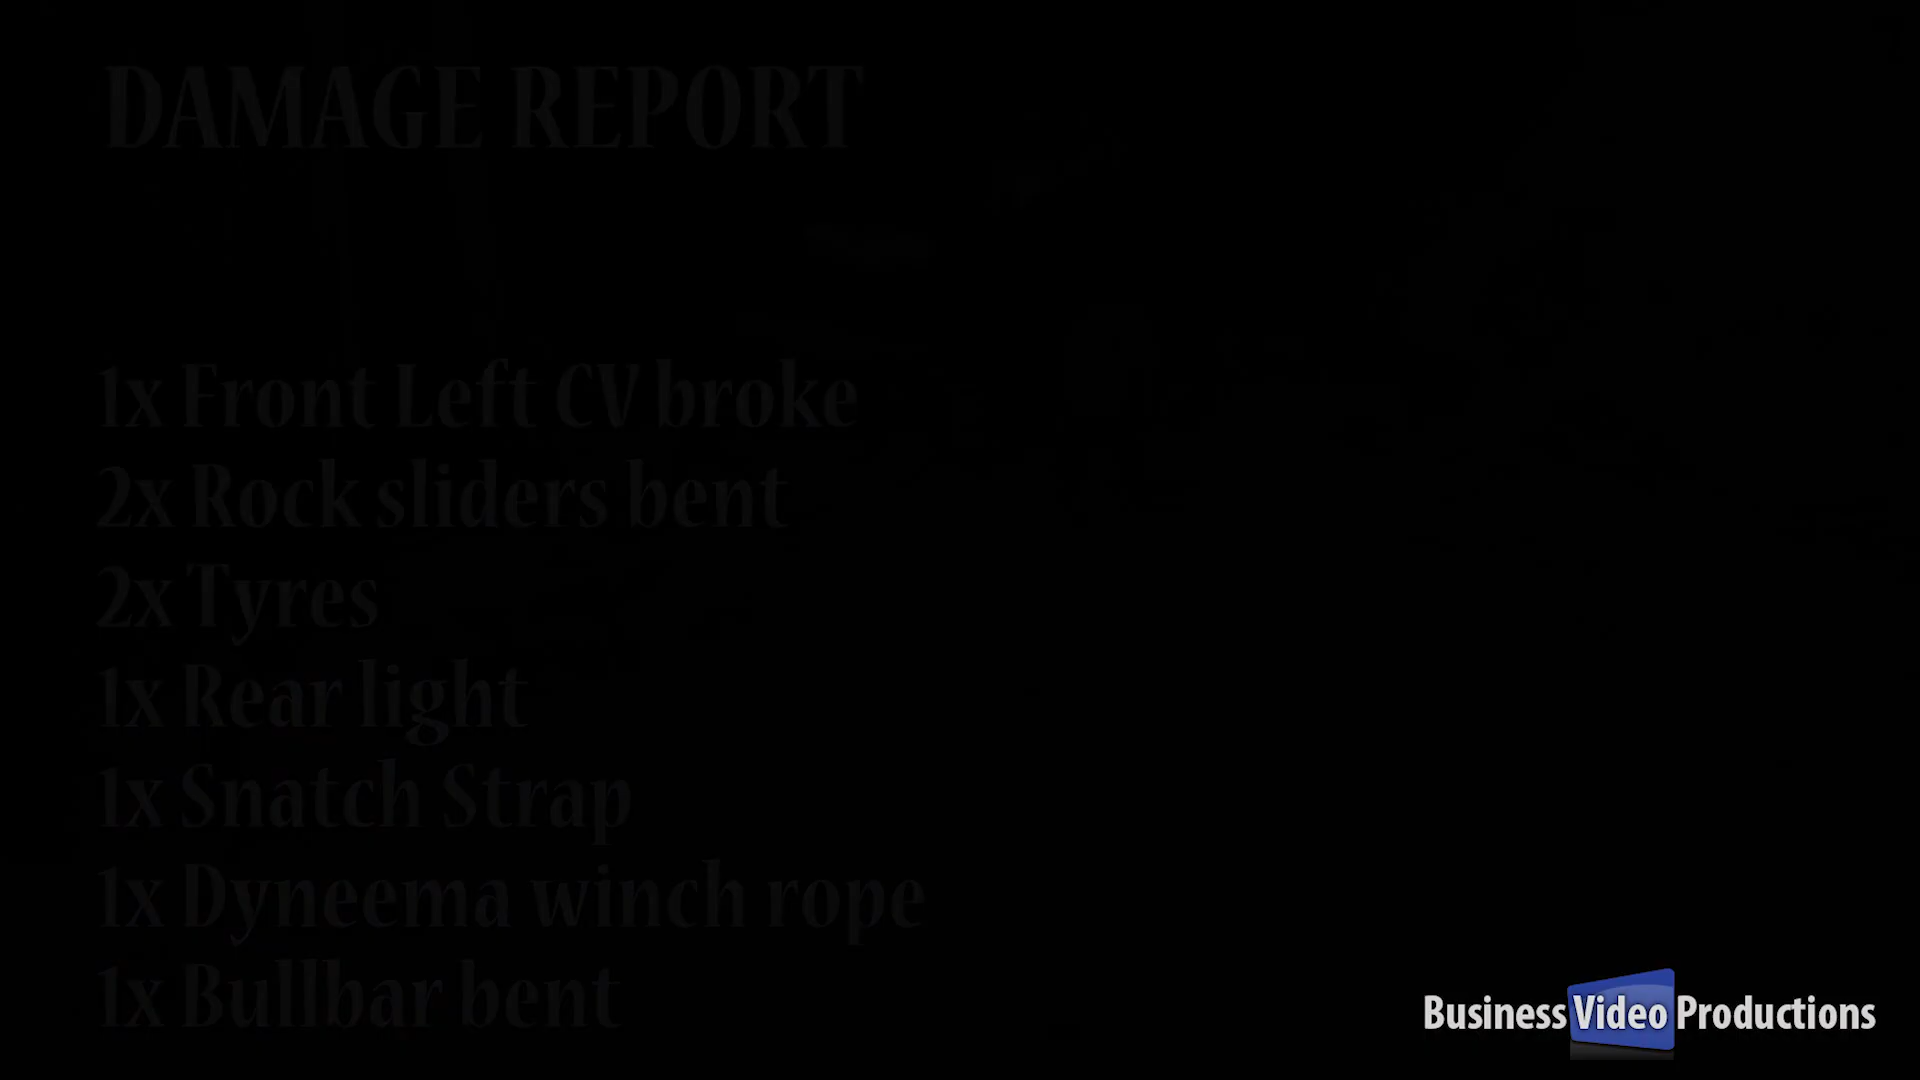 DAMAGE REPORT
1x Front Left CV broke
2x Rock sliders bent
2x Tyres
1x Rear light
1x Snatch Strap
1x Dyneema winch rope
1x Bullbar bent
Business Video Productions